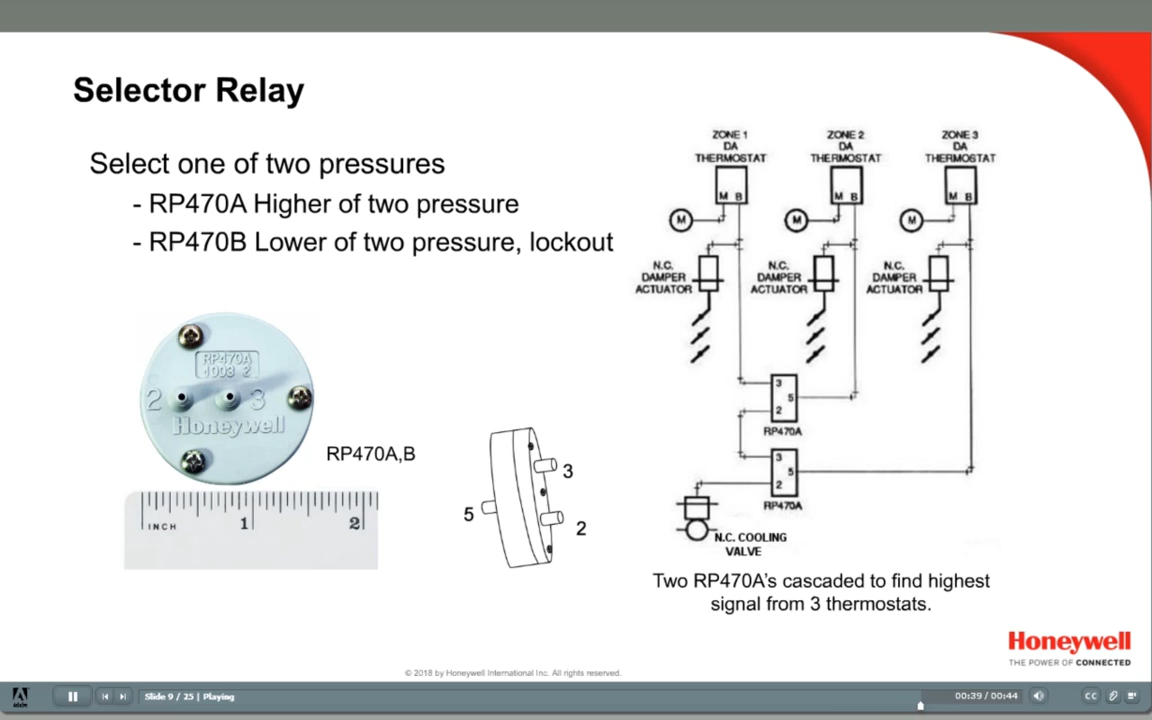 Selector Relay
Select one of two pressures
- RP470A Higher of two pressure
- RP470B Lower of two pressure, lockout
RP470A
1003 2
2
3
Honeywell
RP470A,B
INCH
1
2
3
5
2
ZONE 1
DA
THERMOSTAT
ZONE 2
DA
THERMOSTAT
ZONE 3
DA
THERMOSTAT
M B
M B
M B
M
M
M
N.C.
DAMPER
ACTUATOR
N.C.
DAMPER
ACTUATOR
N.C.
DAMPER
ACTUATOR
3
5
2
RP470A
3
5
2
RP470A
N.C. COOLING
VALVE
Two RP470A's cascaded to find highest
signal from 3 thermostats.
Honeywell
THE POWER OF CONNECTED
© 2018 by Honeywell International Inc. All rights reserved.
Adobe
Slide 9 / 25 | Playing
00:39 / 00:44
CC